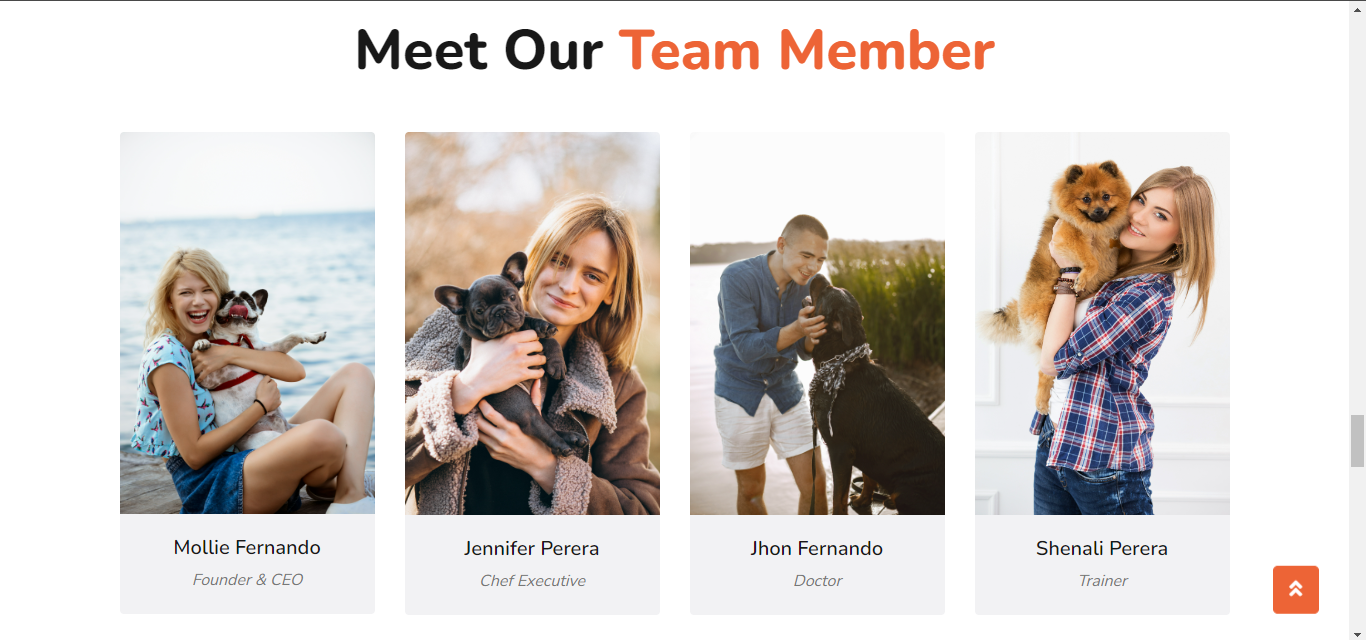 Meet Our Team Member
Mollie Fernando
Founder & CEO
Jennifer Perera
Chef Executive
Jhon Fernando
Doctor
Shenali Perera
Trainer